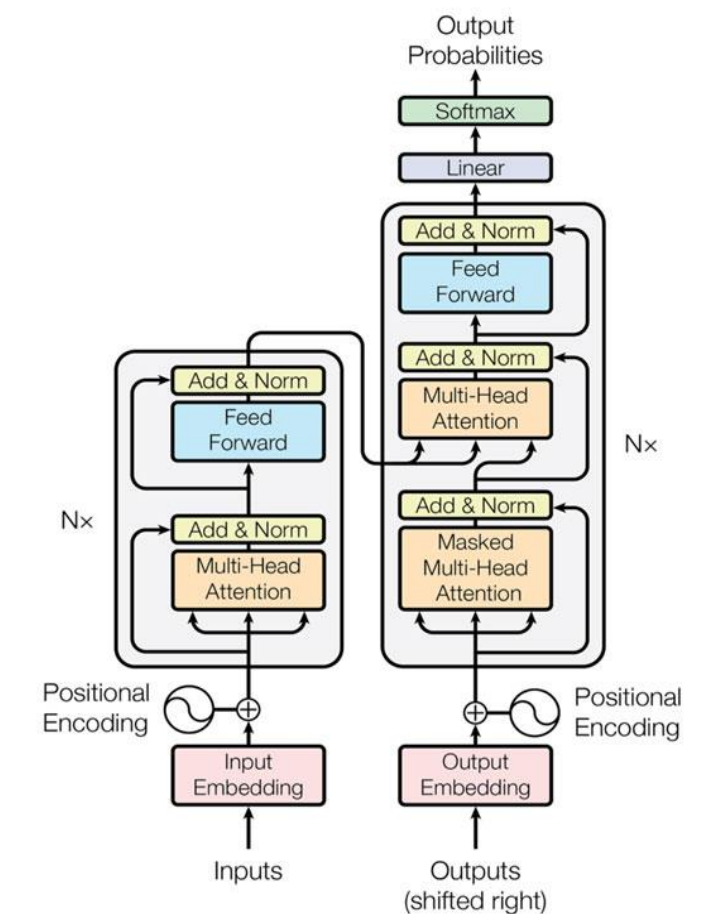 Output
Probabilities
Softmax
Linear
Add & Norm
Feed
Forward
Add & Norm
Multi-Head
Attention
Add & Norm
Masked
Multi-Head
Attention
N×
Add & Norm
Feed
Forward
Add & Norm
Multi-Head
Attention
N×
Positional
Encoding
Positional
Encoding
Input
Embedding
Output
Embedding
Inputs
Outputs
(shifted right)